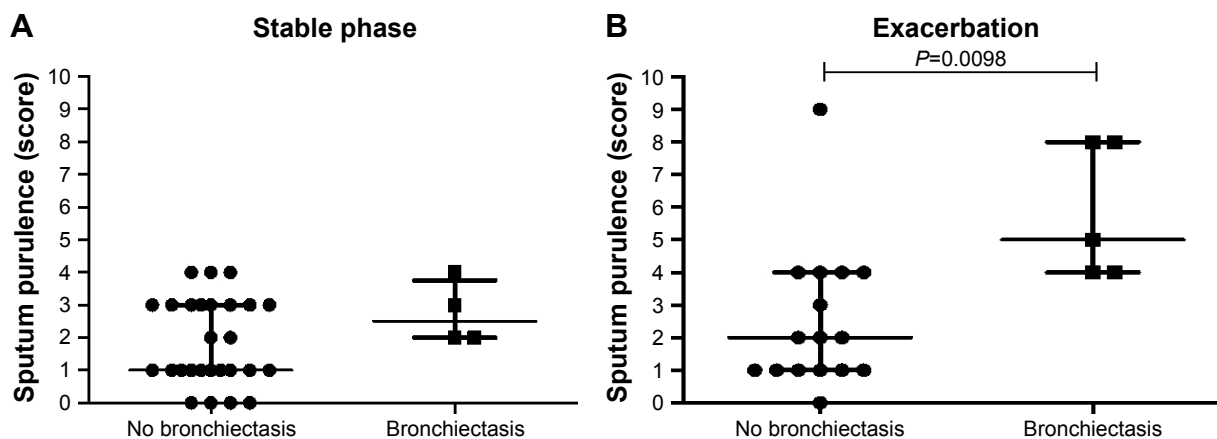 A
Stable phase
Sputum purulence (score)
10
9
8
7
6
5
4
3
2
1
0
No bronchiectasis
Bronchiectasis
B
Exacerbation
P=0.0098
Sputum purulence (score)
10
9
8
7
6
5
4
3
2
1
0
No bronchiectasis
Bronchiectasis